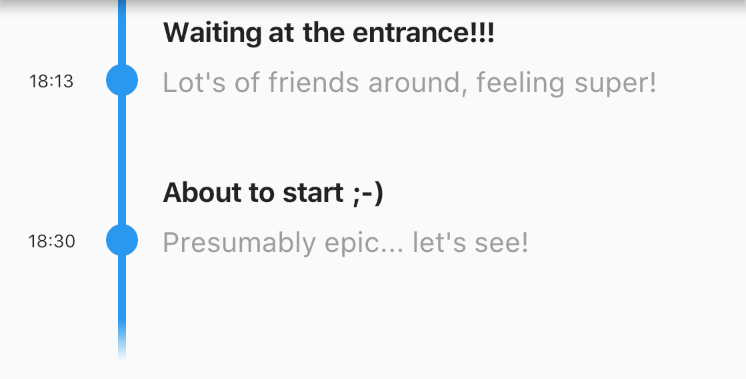 Waiting at the entrance!!!
18:13
Lot's of friends around, feeling super!
About to start ;-)
18:30
Presumably epic... let's see!